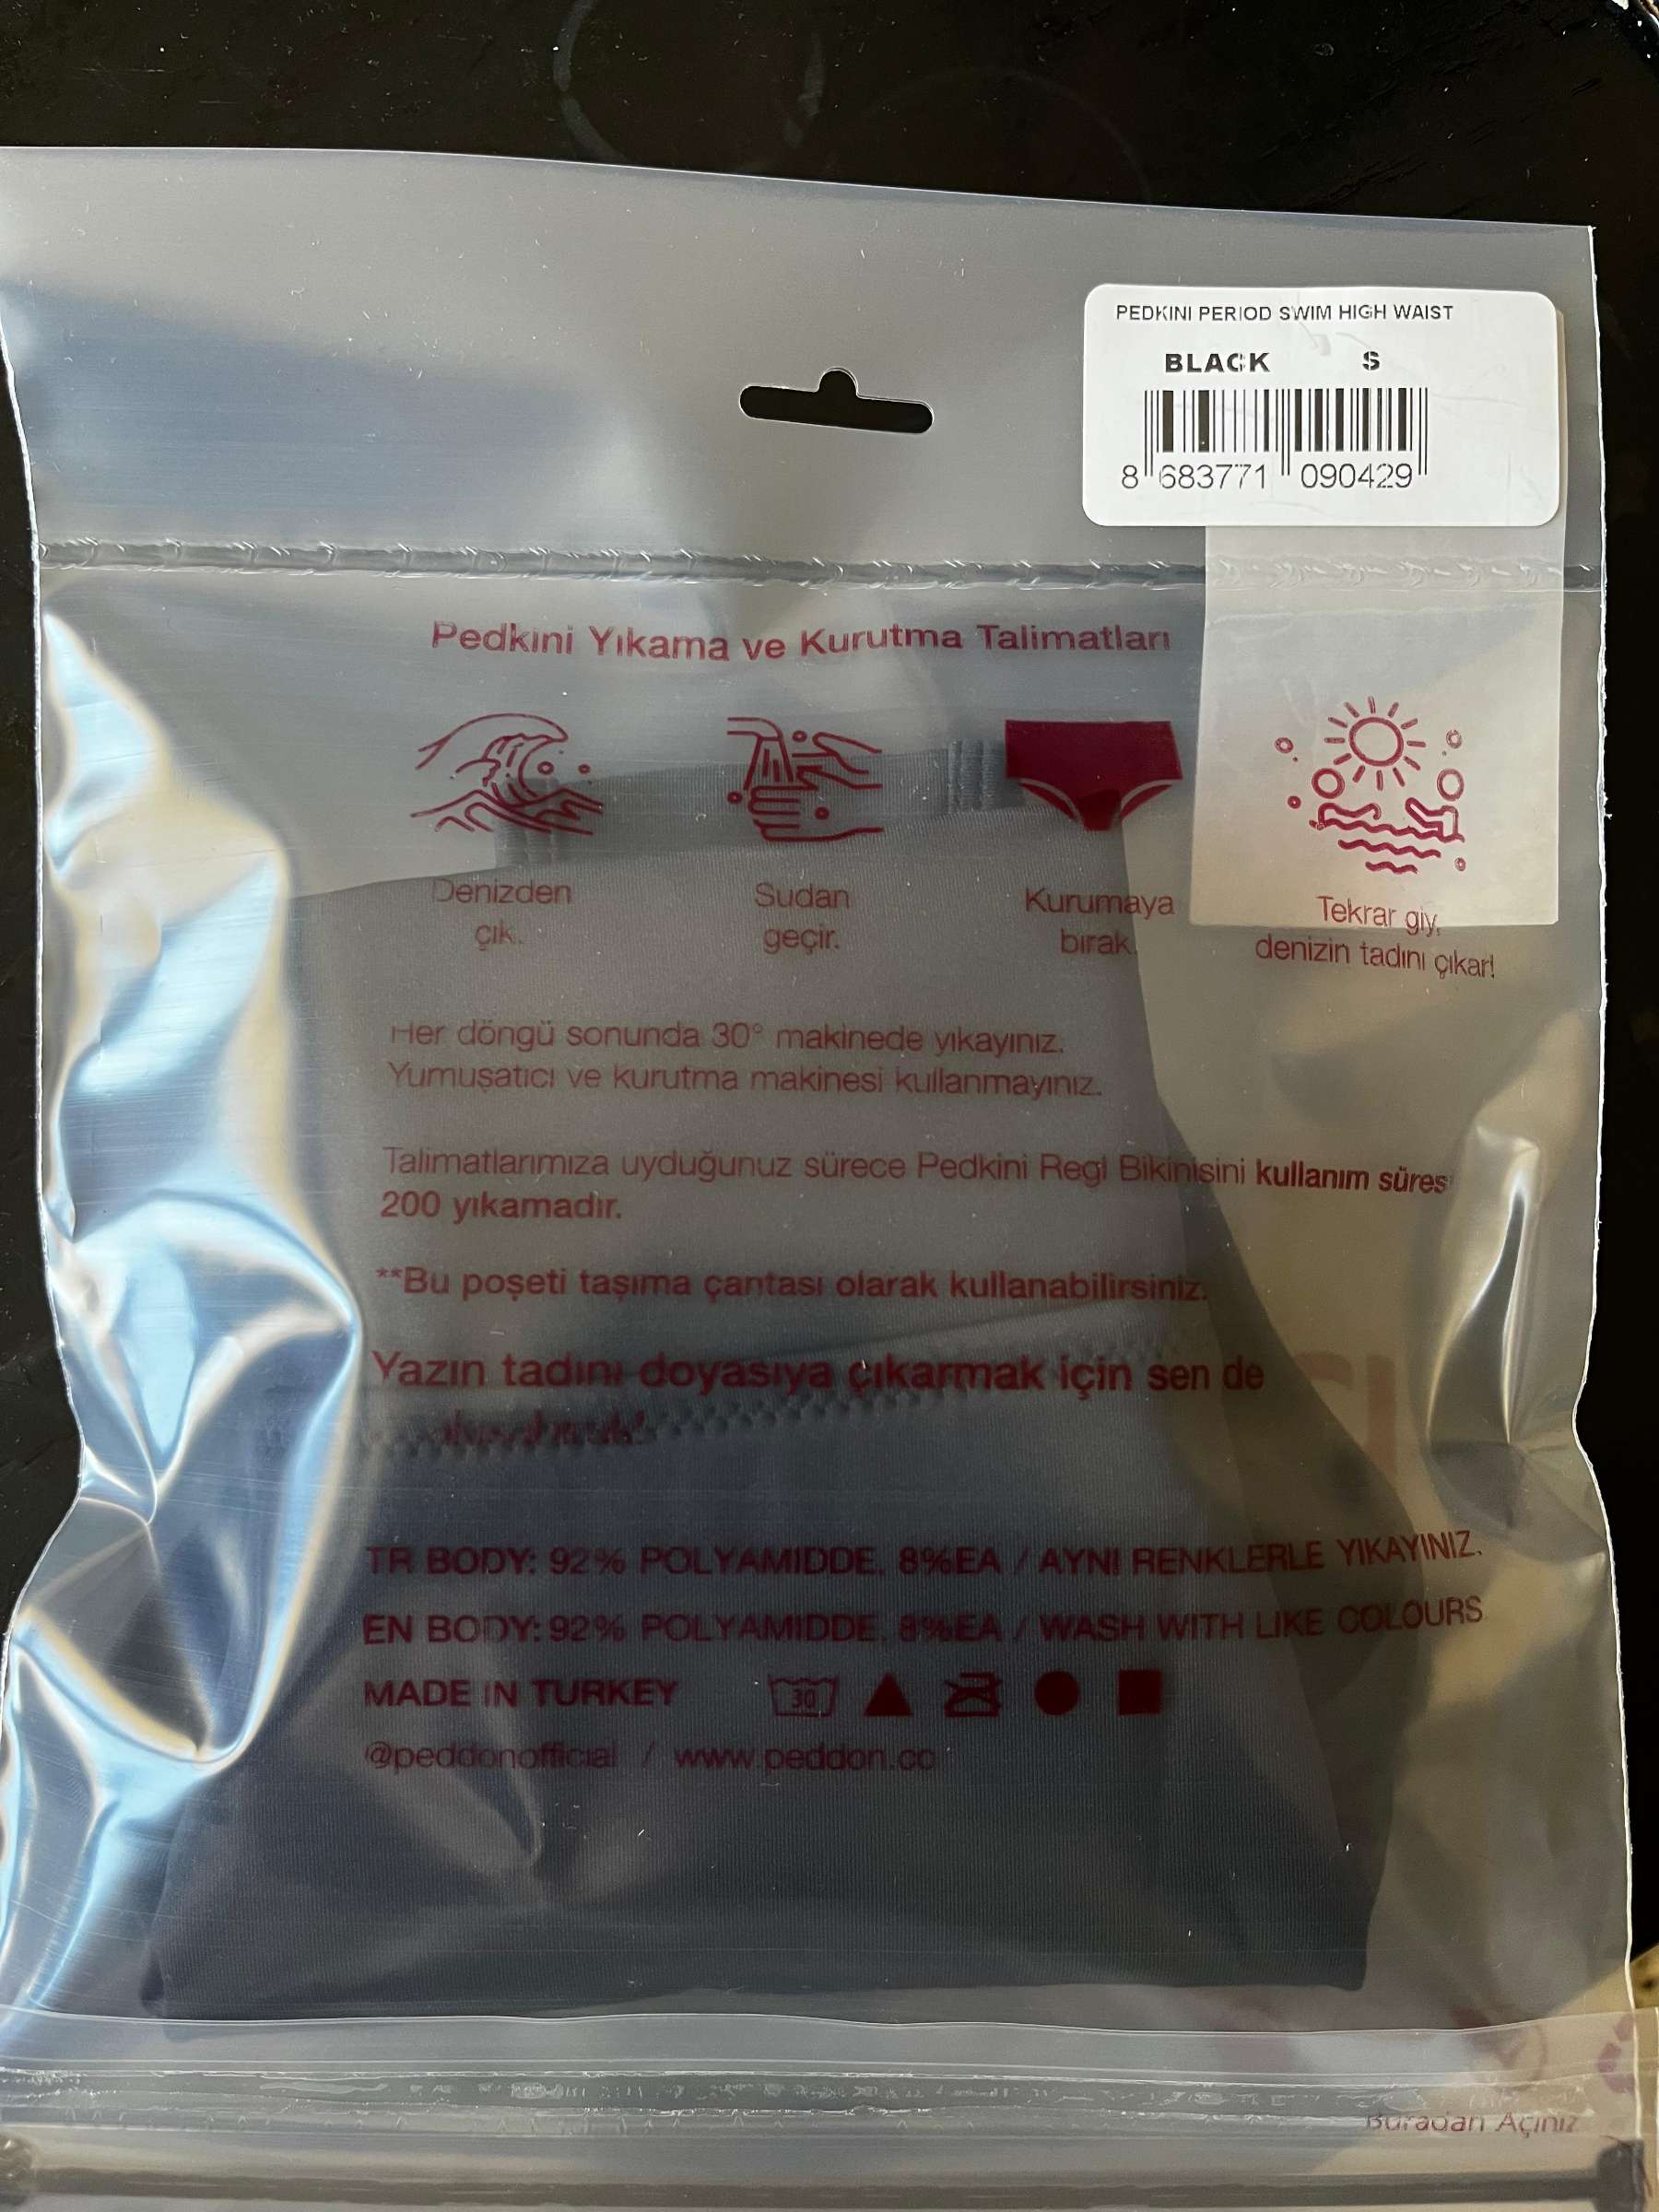 PEDKINI PERIOD SWIM HIGH WAIST
BLACK S
8 683771 090429
Pedkini Yıkama ve Kurutma Talimatları
Denizden
çık.
Sudan
geçir.
Kurumaya
bırak.
Tekrar giy,
denizin tadını çıkar!
Her döngü sonunda 30° makinede yıkayınız.
Yumuşatıcı ve kurutma makinesi kullanmayınız.
Talimatlarımıza uyduğunuz sürece Pedkini Regl Bikinisini kullanım süres
200 yıkamadır.
**Bu poşeti taşıma çantası olarak kullanabilirsiniz.
Yazın tadını doyasıya çıkarmak için sen de
TR BODY: 92% POLYAMIDDE, 8%EA / AYNI RENKLERLE YIKAYINIZ.
EN BODY: 92% POLYAMIDDE, 8%EA / WASH WITH LIKE COLOURS
MADE IN TURKEY 30
@peddonofficial / www.peddon.co
Buradan Açınız